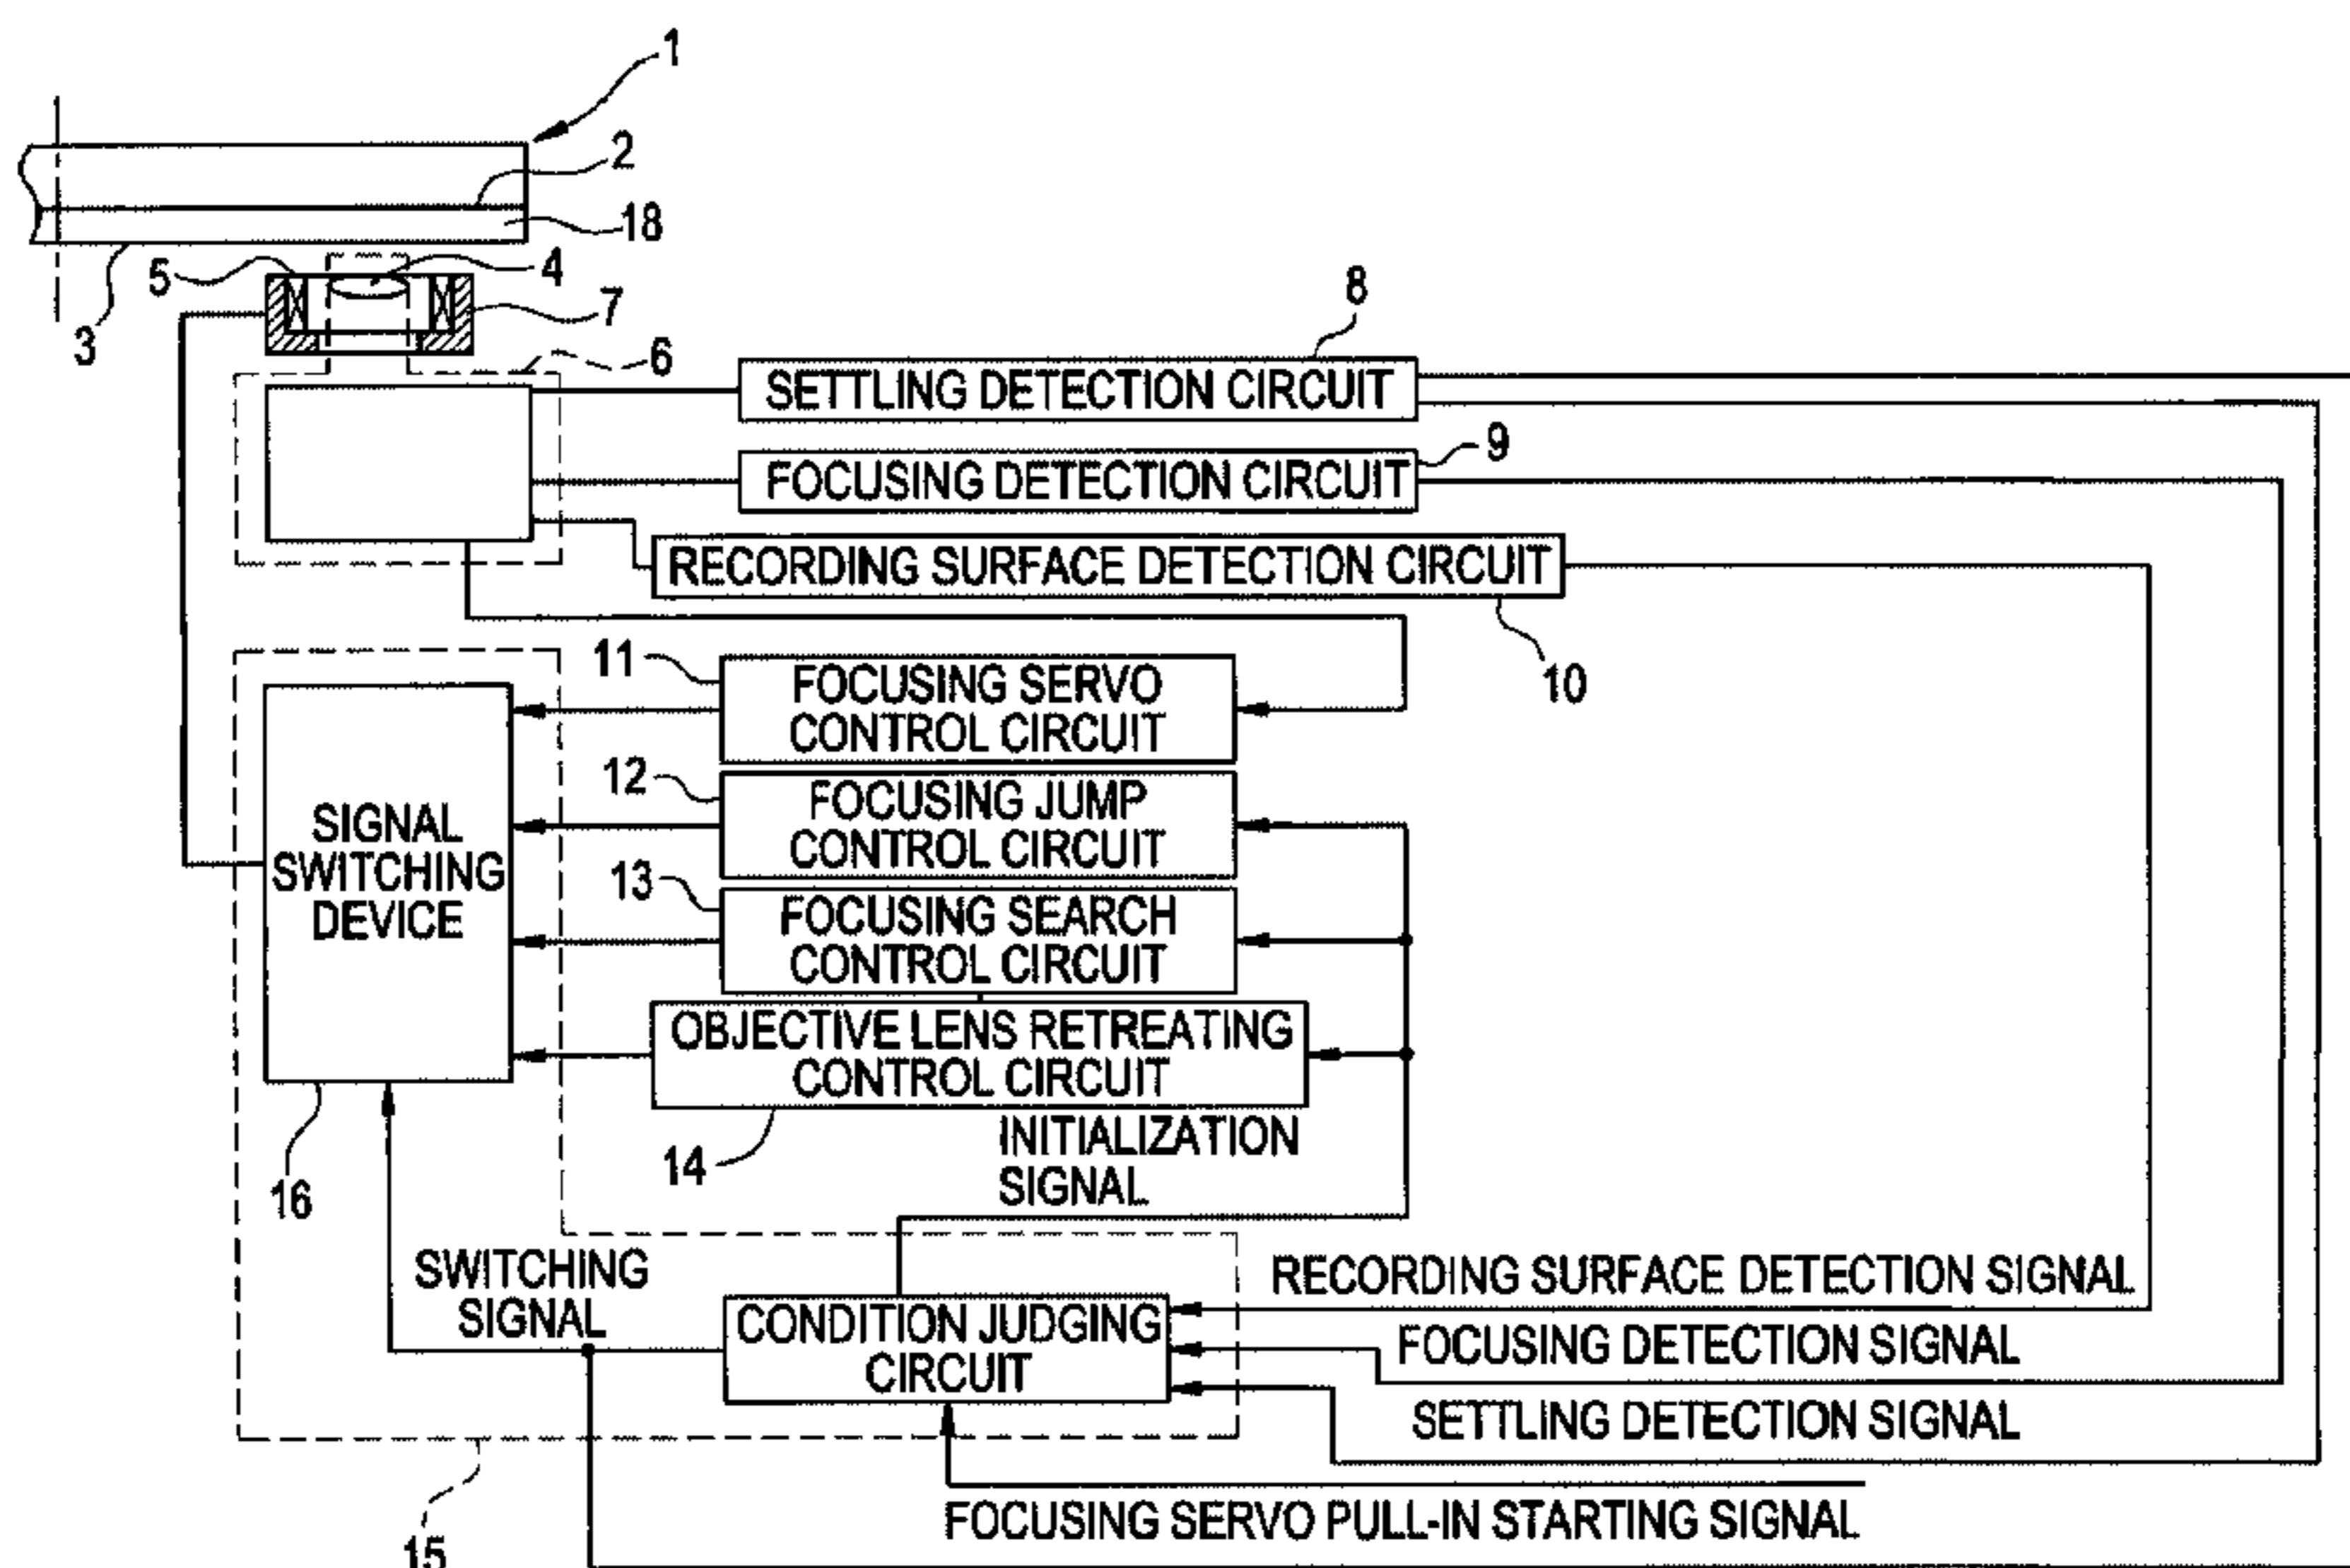 1
2
18
5
4
7
3
6
8
SETTLING DETECTION CIRCUIT
9
FOCUSING DETECTION CIRCUIT
RECORDING SURFACE DETECTION CIRCUIT
10
11
FOCUSING SERVO
CONTROL CIRCUIT
12
FOCUSING JUMP
CONTROL CIRCUIT
SIGNAL
SWITCHING
DEVICE
13
FOCUSING SEARCH
CONTROL CIRCUIT
OBJECTIVE LENS RETREATING
CONTROL CIRCUIT
14
16
INITIALIZATION
SIGNAL
SWITCHING
SIGNAL
CONDITION JUDGING
CIRCUIT
RECORDING SURFACE DETECTION SIGNAL
FOCUSING DETECTION SIGNAL
SETTLING DETECTION SIGNAL
FOCUSING SERVO PULL-IN STARTING SIGNAL
15